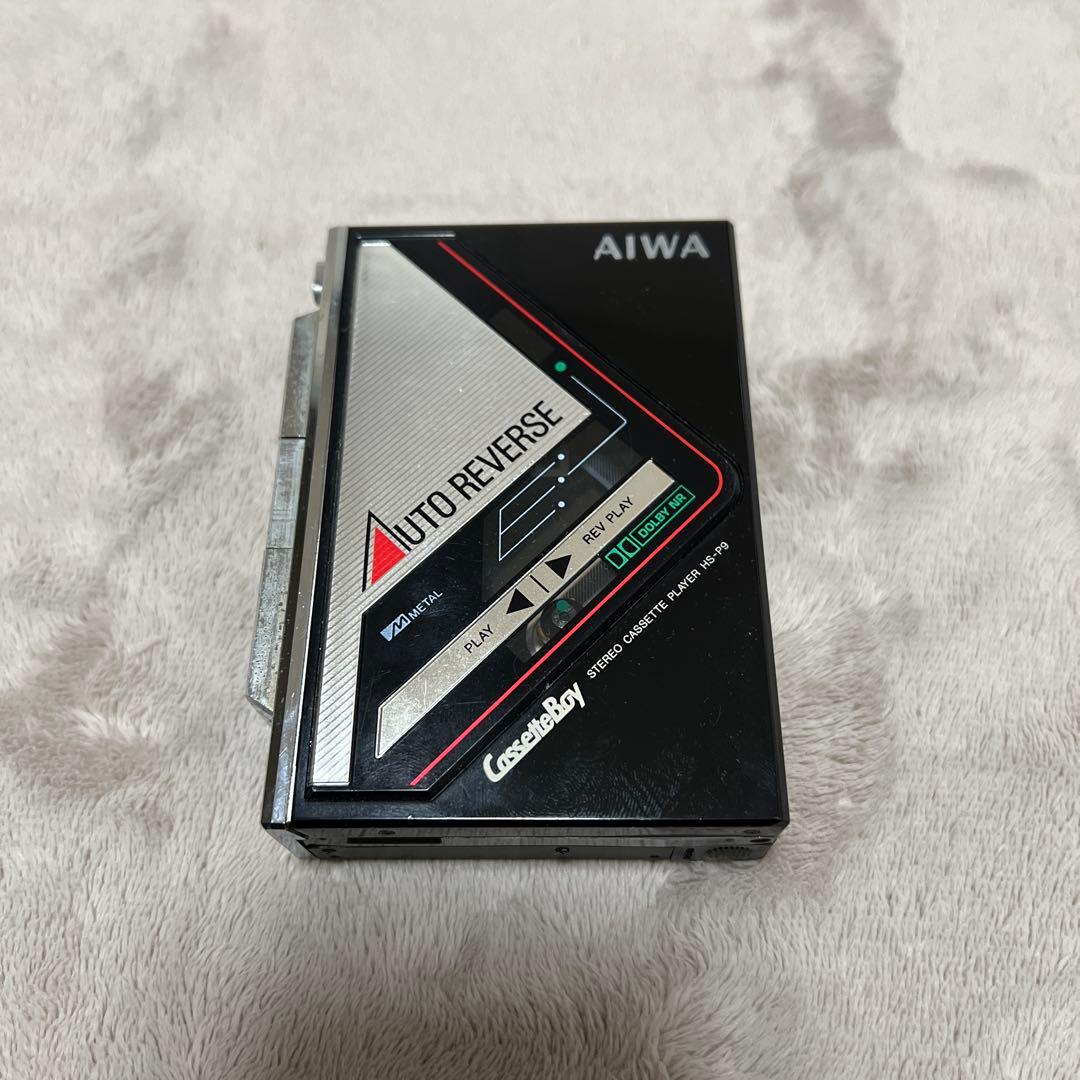 AIWA
AUTO REVERSE
METAL
PLAY
REV PLAY
DOLBY NR
CassetteBoy
STEREO CASSETTE PLAYER HS-P9